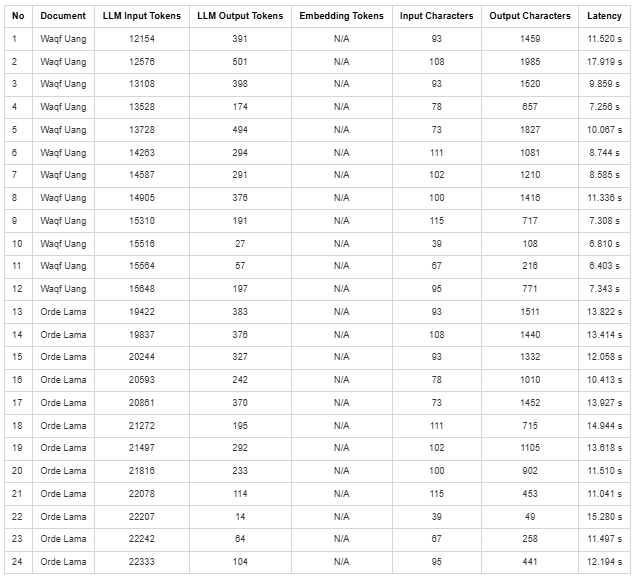 No Document LLM Input Tokens LLM Output Tokens Embedding Tokens Input Characters Output Characters Latency
1 Waqf Uang 12154 391 N/A 93 1459 11.520 s
2 Waqf Uang 12576 501 N/A 108 1985 17.919 s
3 Waqf Uang 13108 398 N/A 93 1520 9.859 s
4 Waqf Uang 13528 174 N/A 78 657 7.256 s
5 Waqf Uang 13728 494 N/A 73 1827 10.067 s
6 Waqf Uang 14263 294 N/A 111 1081 8.744 s
7 Waqf Uang 14587 291 N/A 102 1210 8.585 s
8 Waqf Uang 14905 376 N/A 100 1416 11.336 s
9 Waqf Uang 15310 191 N/A 115 717 7.308 s
10 Waqf Uang 15516 27 N/A 39 108 6.810 s
11 Waqf Uang 15564 57 N/A 67 216 6.403 s
12 Waqf Uang 15648 197 N/A 95 771 7.343 s
13 Orde Lama 19422 383 N/A 93 1511 13.822 s
14 Orde Lama 19837 376 N/A 108 1440 13.414 s
15 Orde Lama 20244 327 N/A 93 1332 12.058 s
16 Orde Lama 20593 242 N/A 78 1010 10.413 s
17 Orde Lama 20861 370 N/A 73 1452 13.927 s
18 Orde Lama 21272 195 N/A 111 715 14.944 s
19 Orde Lama 21497 292 N/A 102 1105 13.618 s
20 Orde Lama 21816 233 N/A 100 902 11.510 s
21 Orde Lama 22078 114 N/A 115 453 11.041 s
22 Orde Lama 22207 14 N/A 39 49 15.280 s
23 Orde Lama 22242 64 N/A 67 258 11.497 s
24 Orde Lama 22333 104 N/A 95 441 12.194 s